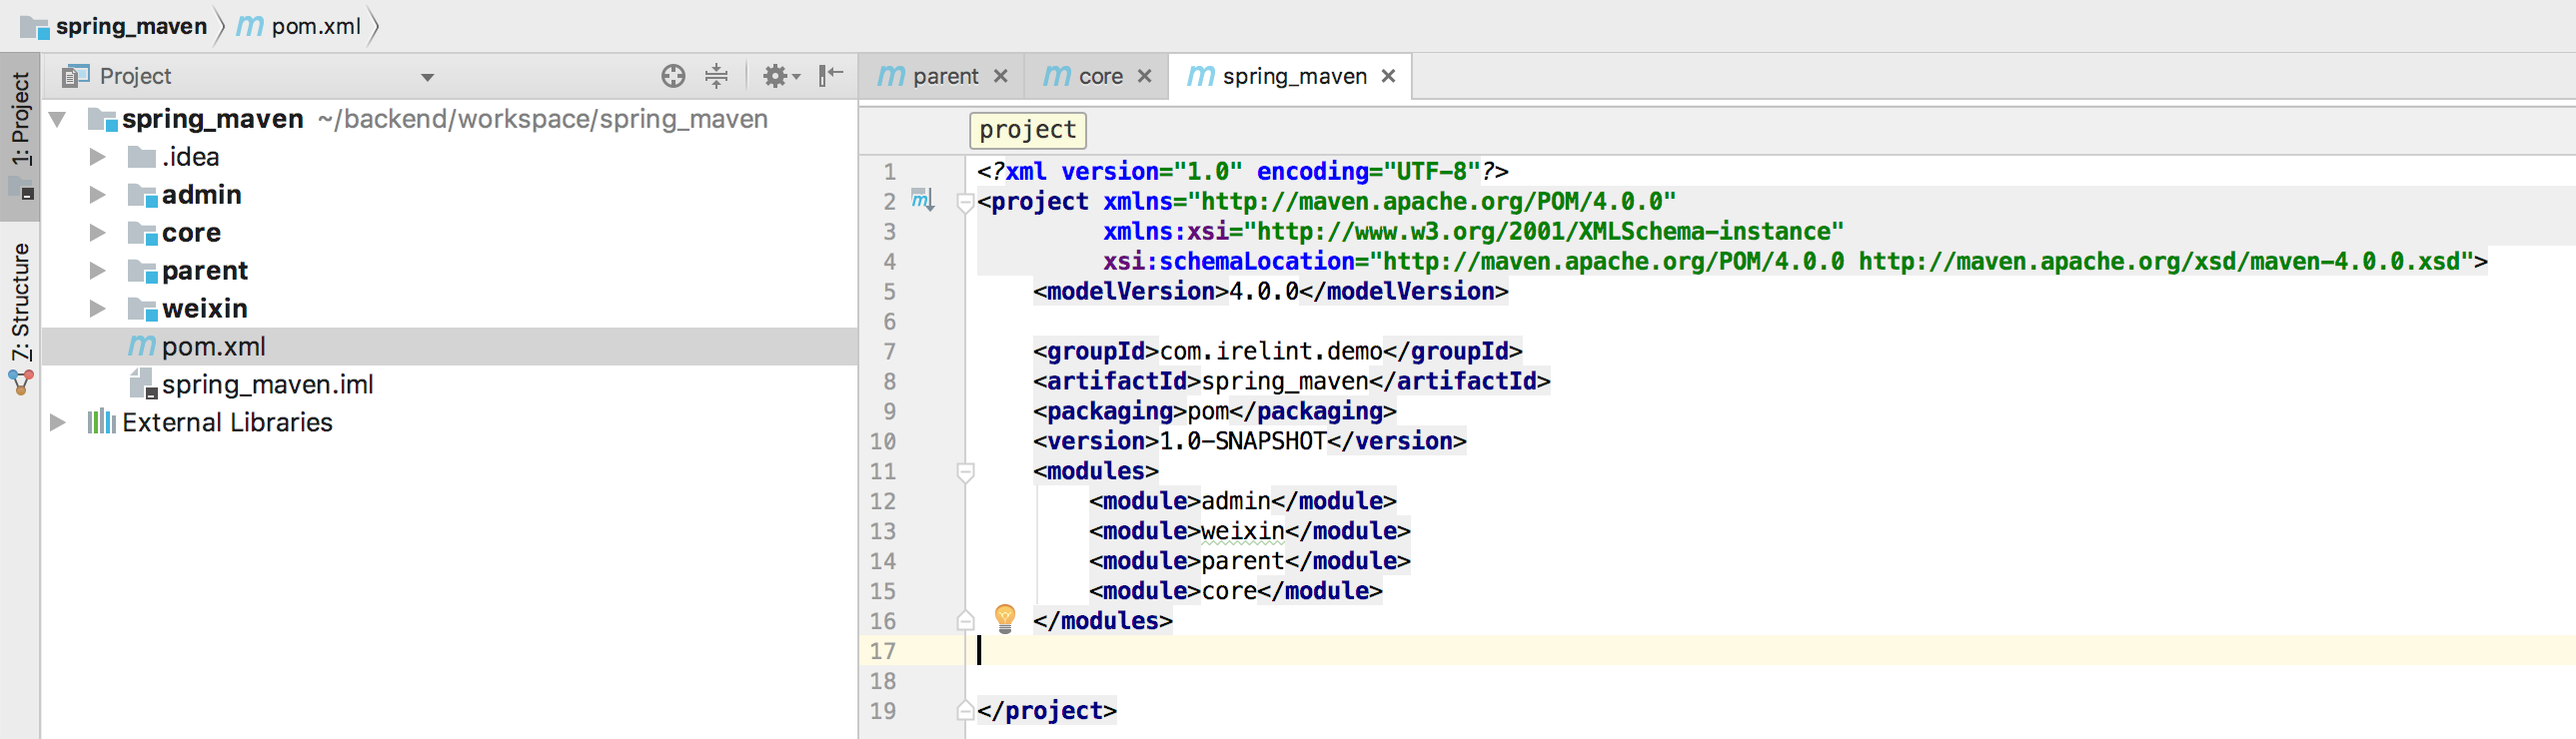 spring_maven pom.xml
1: Project
7: Structure
Project
spring_maven ~/backend/workspace/spring_maven
.idea
admin
core
parent
weixin
pom.xml
spring_maven.iml
External Libraries
parent core spring_maven
project
1 <?xml version="1.0" encoding="UTF-8"?>
2 <project xmlns="http://maven.apache.org/POM/4.0.0"
3 xmlns:xsi="http://www.w3.org/2001/XMLSchema-instance"
4 xsi:schemaLocation="http://maven.apache.org/POM/4.0.0 http://maven.apache.org/xsd/maven-4.0.0.xsd">
5 <modelVersion>4.0.0</modelVersion>
6
7 <groupId>com.irelint.demo</groupId>
8 <artifactId>spring_maven</artifactId>
9 <packaging>pom</packaging>
10 <version>1.0-SNAPSHOT</version>
11 <modules>
12 <module>admin</module>
13 <module>weixin</module>
14 <module>parent</module>
15 <module>core</module>
16 </modules>
17
18
19 </project>